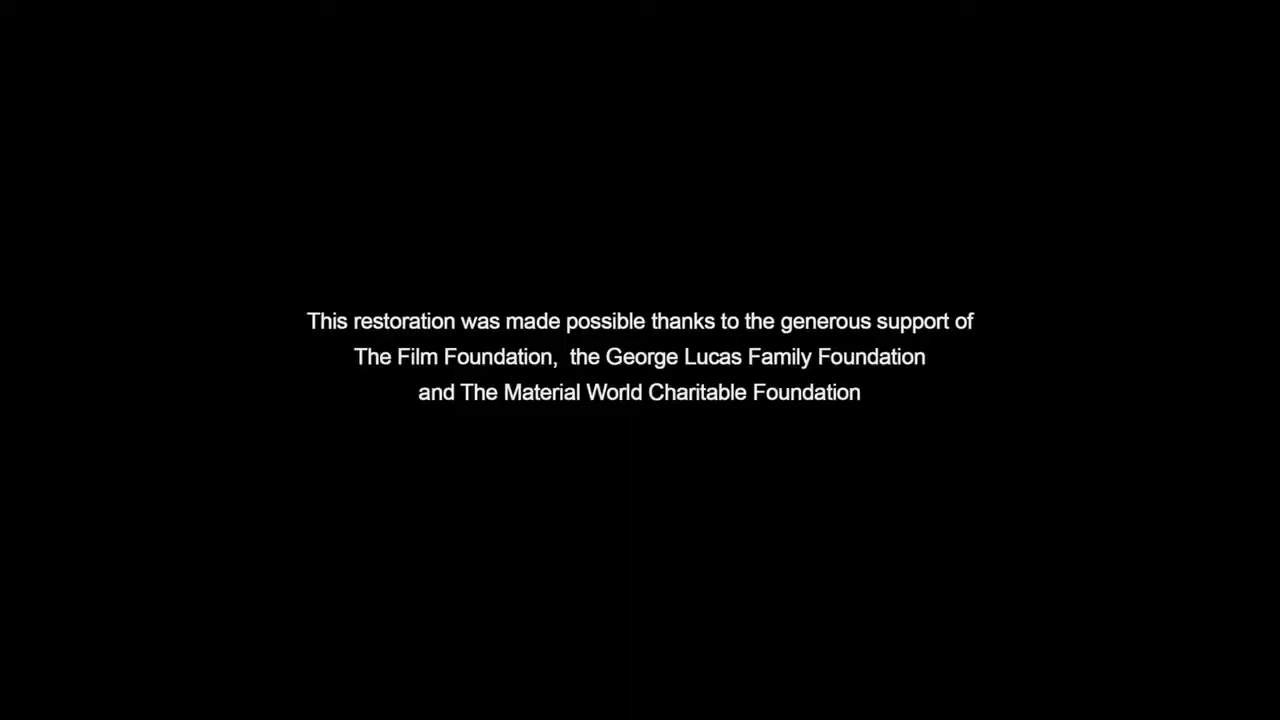 This restoration was made possible thanks to the generous support of
The Film Foundation,  the George Lucas Family Foundation
and The Material World Charitable Foundation